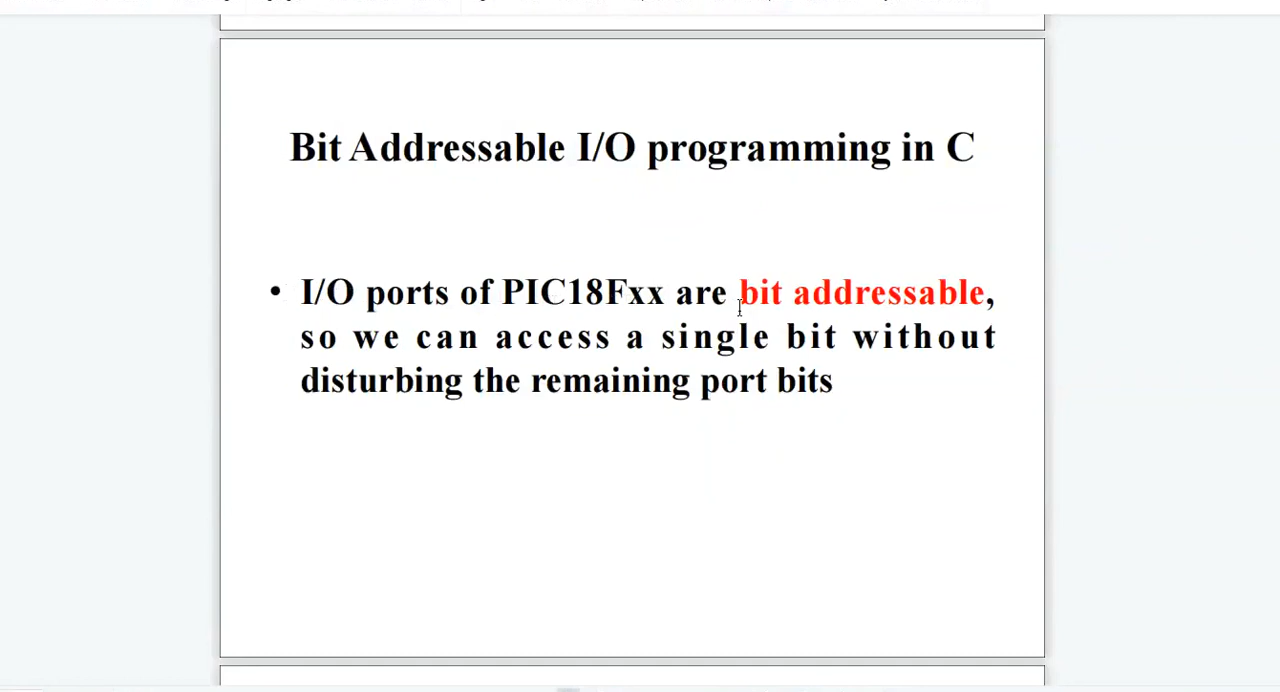 Bit Addressable I/O programming in C
• I/O ports of PIC18Fxx are bit addressable,
so we can access a single bit without
disturbing the remaining port bits